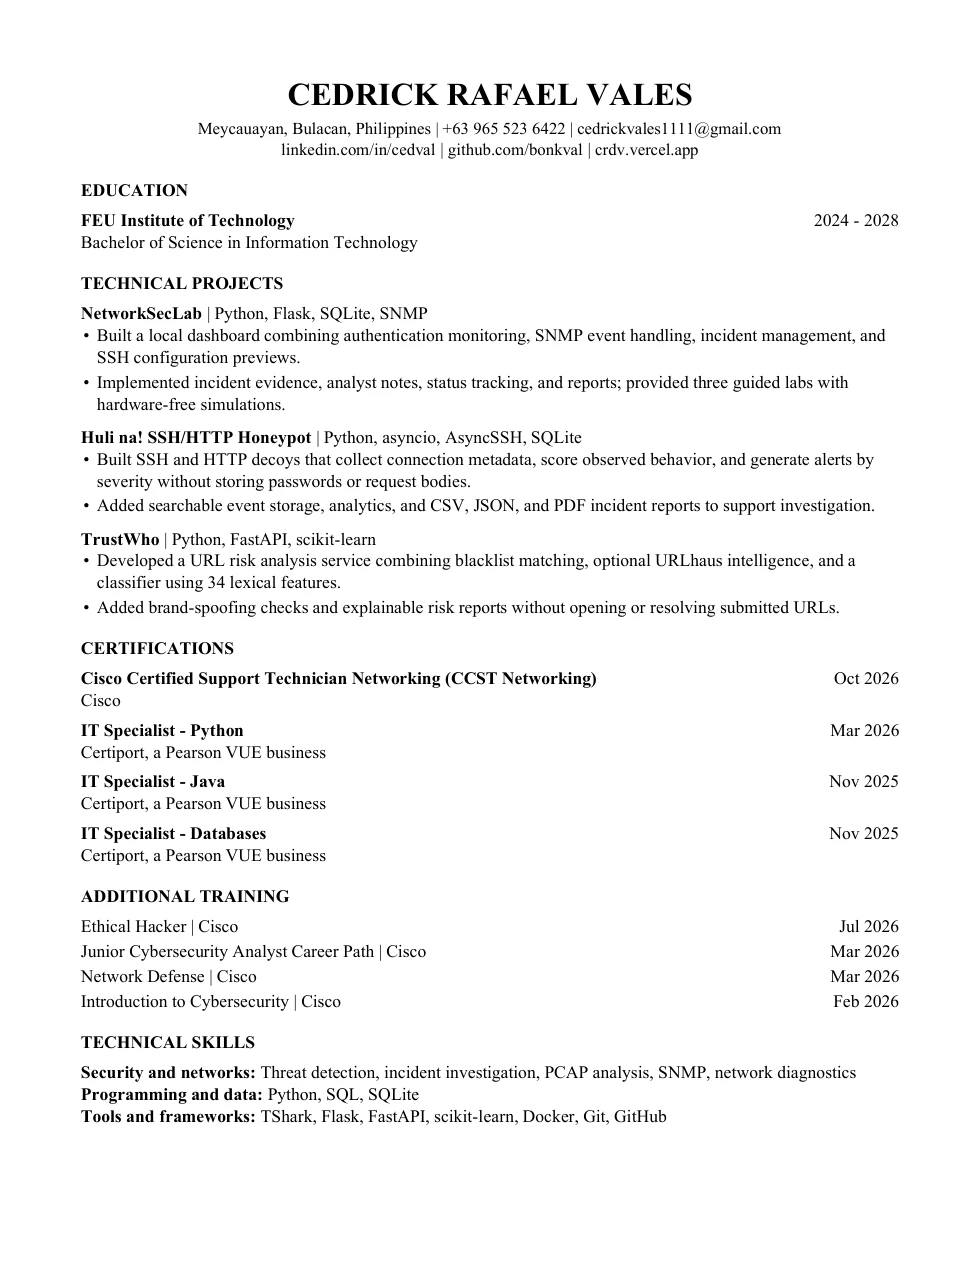 CEDRICK RAFAEL VALES
Meycauayan, Bulacan, Philippines | +63 965 523 6422 | cedrickvales1111@gmail.com
linkedin.com/in/cedval | github.com/bonkval | crdv.vercel.app
EDUCATION
FEU Institute of Technology 2024 - 2028
Bachelor of Science in Information Technology
TECHNICAL PROJECTS
NetworkSecLab | Python, Flask, SQLite, SNMP
• Built a local dashboard combining authentication monitoring, SNMP event handling, incident management, and
SSH configuration previews.
• Implemented incident evidence, analyst notes, status tracking, and reports; provided three guided labs with
hardware-free simulations.
Huli na! SSH/HTTP Honeypot | Python, asyncio, AsyncSSH, SQLite
• Built SSH and HTTP decoys that collect connection metadata, score observed behavior, and generate alerts by
severity without storing passwords or request bodies.
• Added searchable event storage, analytics, and CSV, JSON, and PDF incident reports to support investigation.
TrustWho | Python, FastAPI, scikit-learn
• Developed a URL risk analysis service combining blacklist matching, optional URLhaus intelligence, and a
classifier using 34 lexical features.
• Added brand-spoofing checks and explainable risk reports without opening or resolving submitted URLs.
CERTIFICATIONS
Cisco Certified Support Technician Networking (CCST Networking) Oct 2026
Cisco
IT Specialist - Python Mar 2026
Certiport, a Pearson VUE business
IT Specialist - Java Nov 2025
Certiport, a Pearson VUE business
IT Specialist - Databases Nov 2025
Certiport, a Pearson VUE business
ADDITIONAL TRAINING
Ethical Hacker | Cisco Jul 2026
Junior Cybersecurity Analyst Career Path | Cisco Mar 2026
Network Defense | Cisco Mar 2026
Introduction to Cybersecurity | Cisco Feb 2026
TECHNICAL SKILLS
Security and networks: Threat detection, incident investigation, PCAP analysis, SNMP, network diagnostics
Programming and data: Python, SQL, SQLite
Tools and frameworks: TShark, Flask, FastAPI, scikit-learn, Docker, Git, GitHub